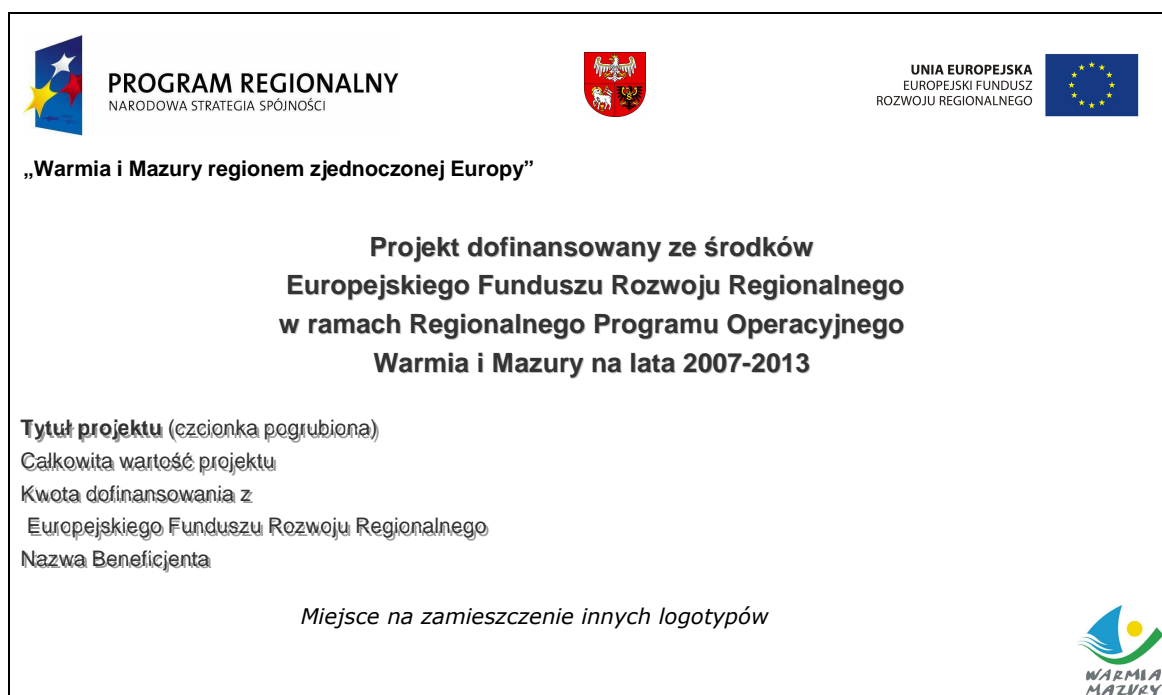 PROGRAM REGIONALNY
NARODOWA STRATEGIA SPÓJNOŚCI
UNIA EUROPEJSKA
EUROPEJSKI FUNDUSZ
ROZWOJU REGIONALNEGO
„Warmia i Mazury regionem zjednoczonej Europy”
Projekt dofinansowany ze środków
Europejskiego Funduszu Rozwoju Regionalnego
w ramach Regionalnego Programu Operacyjnego
Warmia i Mazury na lata 2007-2013
Tytuł projektu (czcionka pogrubiona)
Całkowita wartość projektu
Kwota dofinansowania z
Europejskiego Funduszu Rozwoju Regionalnego
Nazwa Beneficjenta
Miejsce na zamieszczenie innych logotypów
WARMIA
MAZURY